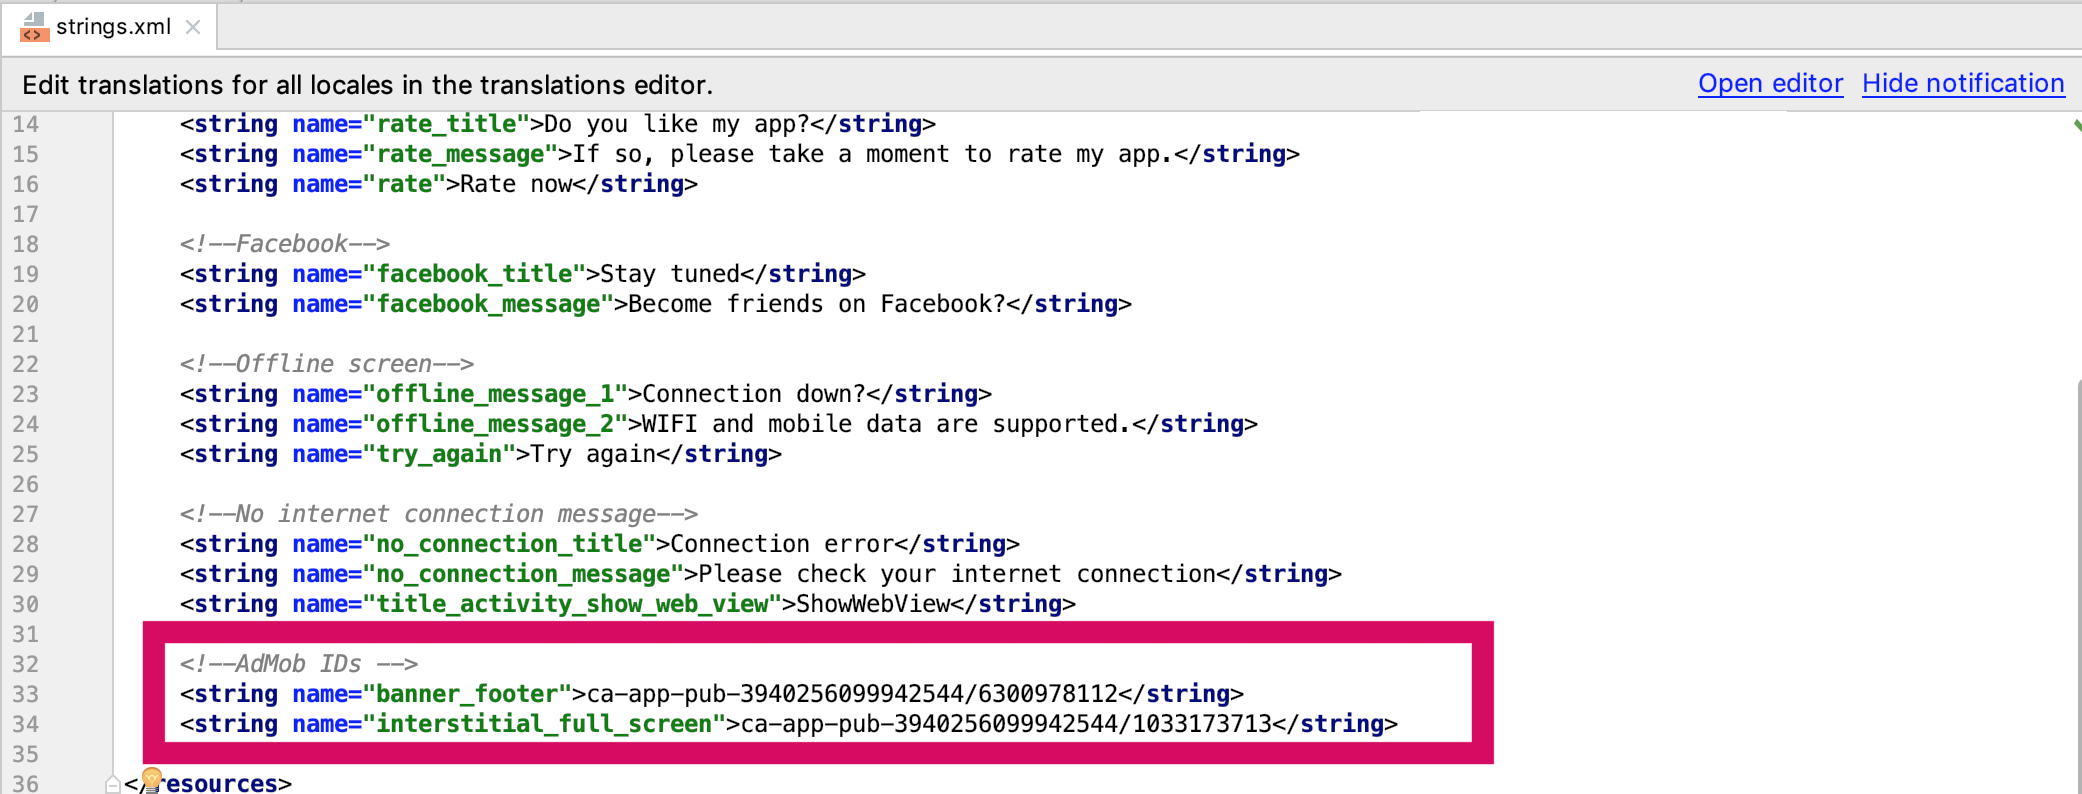 strings.xml
Edit translations for all locales in the translations editor. Open editor Hide notification
14 <string name="rate_title">Do you like my app?</string>
15 <string name="rate_message">If so, please take a moment to rate my app.</string>
16 <string name="rate">Rate now</string>
17
18 <!--Facebook-->
19 <string name="facebook_title">Stay tuned</string>
20 <string name="facebook_message">Become friends on Facebook?</string>
21
22 <!--Offline screen-->
23 <string name="offline_message_1">Connection down?</string>
24 <string name="offline_message_2">WIFI and mobile data are supported.</string>
25 <string name="try_again">Try again</string>
26
27 <!--No internet connection message-->
28 <string name="no_connection_title">Connection error</string>
29 <string name="no_connection_message">Please check your internet connection</string>
30 <string name="title_activity_show_web_view">ShowWebView</string>
31
32 <!--AdMob IDs -->
33 <string name="banner_footer">ca-app-pub-3940256099942544/6300978112</string>
34 <string name="interstitial_full_screen">ca-app-pub-3940256099942544/1033173713</string>
35
36 </resources>